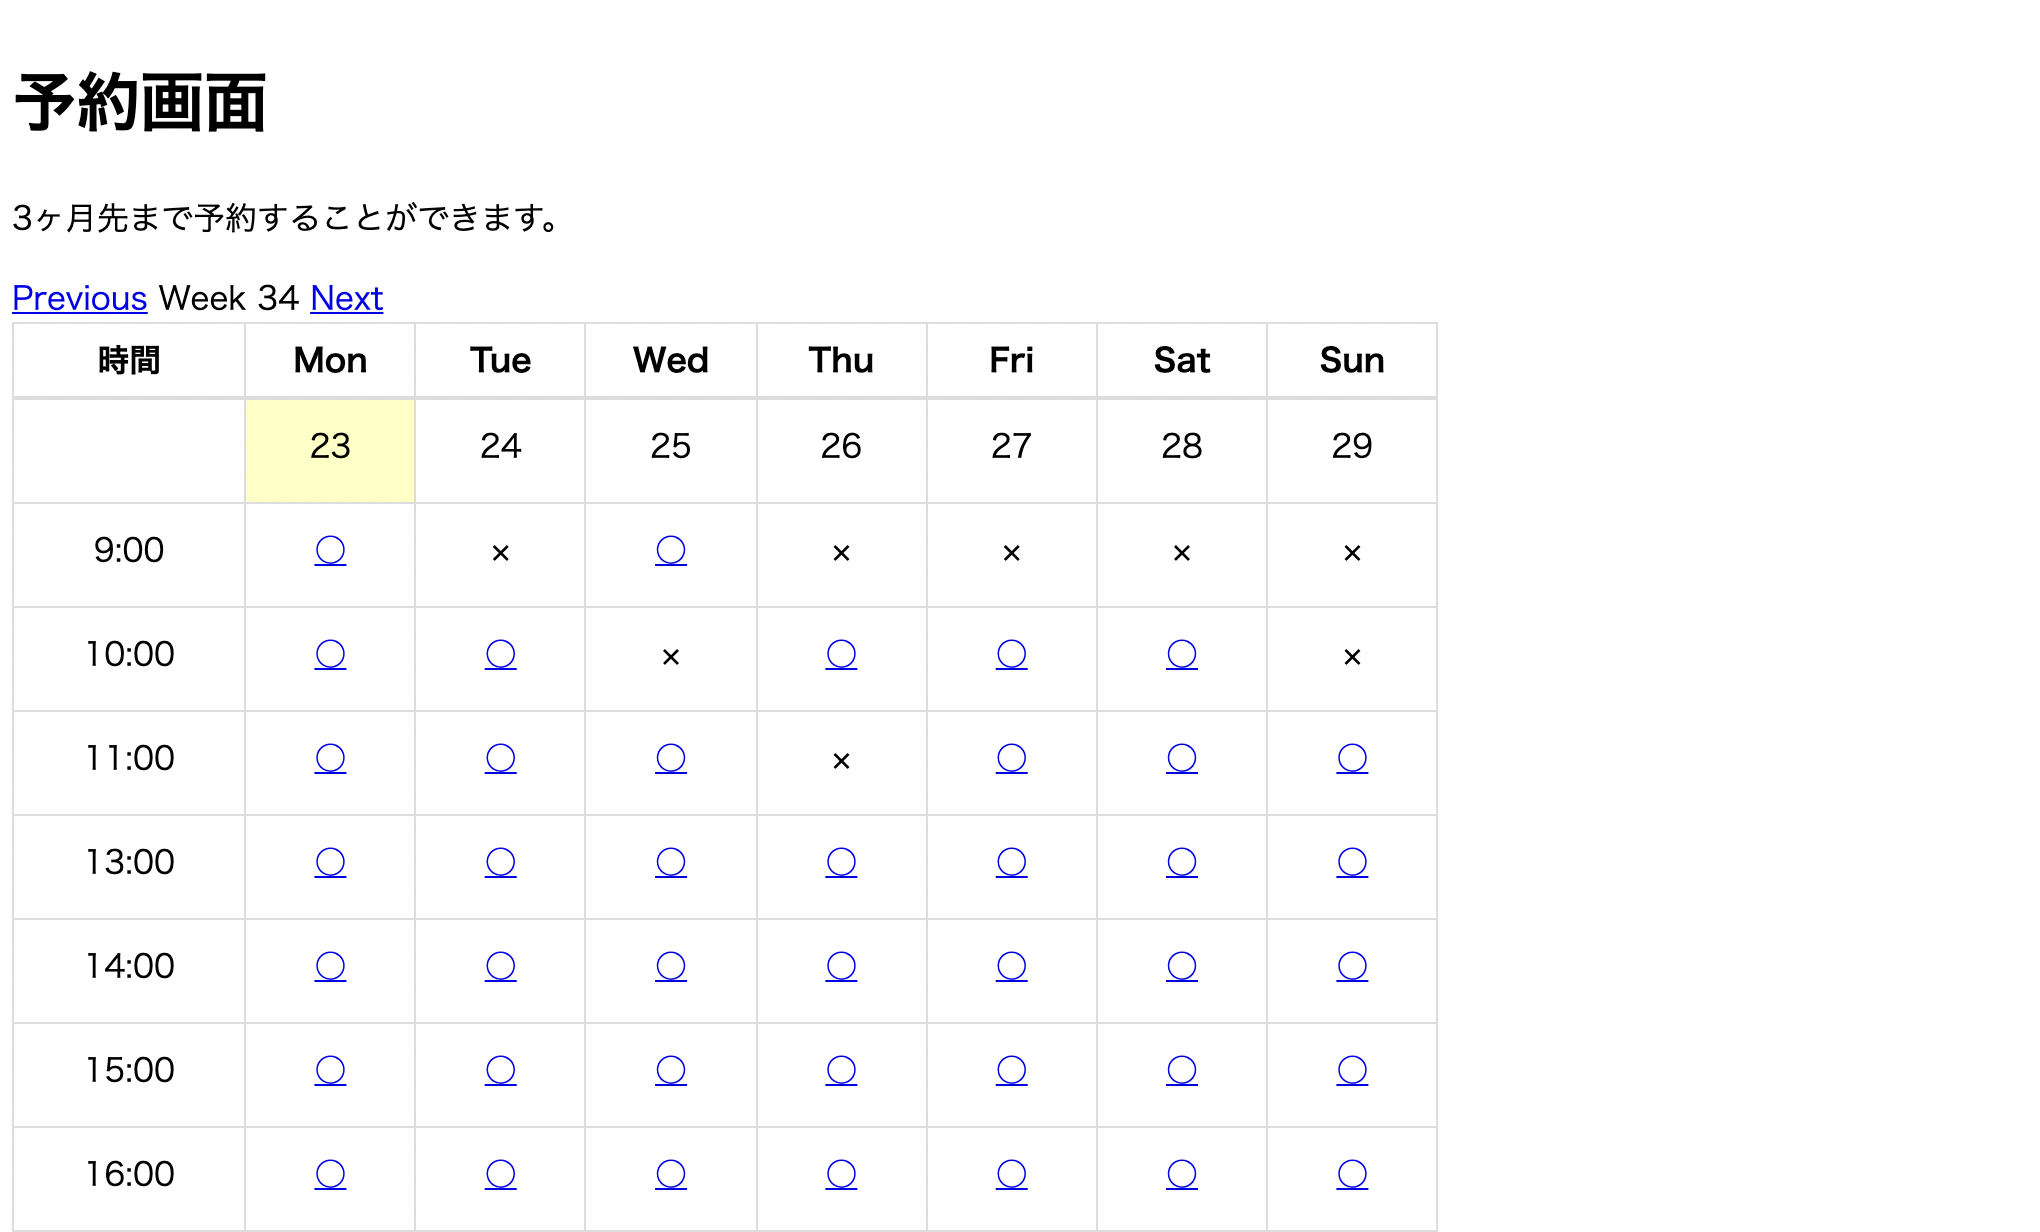 予約画面
3ヶ月先まで予約することができます。
Previous Week 34 Next
時間 Mon Tue Wed Thu Fri Sat Sun
23 24 25 26 27 28 29
9:00 ○ × ○ × × × ×
10:00 ○ ○ × ○ ○ ○ ×
11:00 ○ ○ ○ × ○ ○ ○
13:00 ○ ○ ○ ○ ○ ○ ○
14:00 ○ ○ ○ ○ ○ ○ ○
15:00 ○ ○ ○ ○ ○ ○ ○
16:00 ○ ○ ○ ○ ○ ○ ○